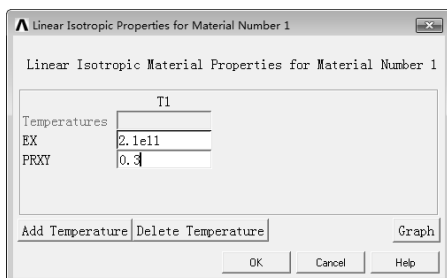 Linear Isotropic Properties for Material Number 1
Linear Isotropic Material Properties for Material Number 1
T1
Temperatures
EX 2.1e11
PRXY 0.3
Add Temperature Delete Temperature Graph
OK Cancel Help